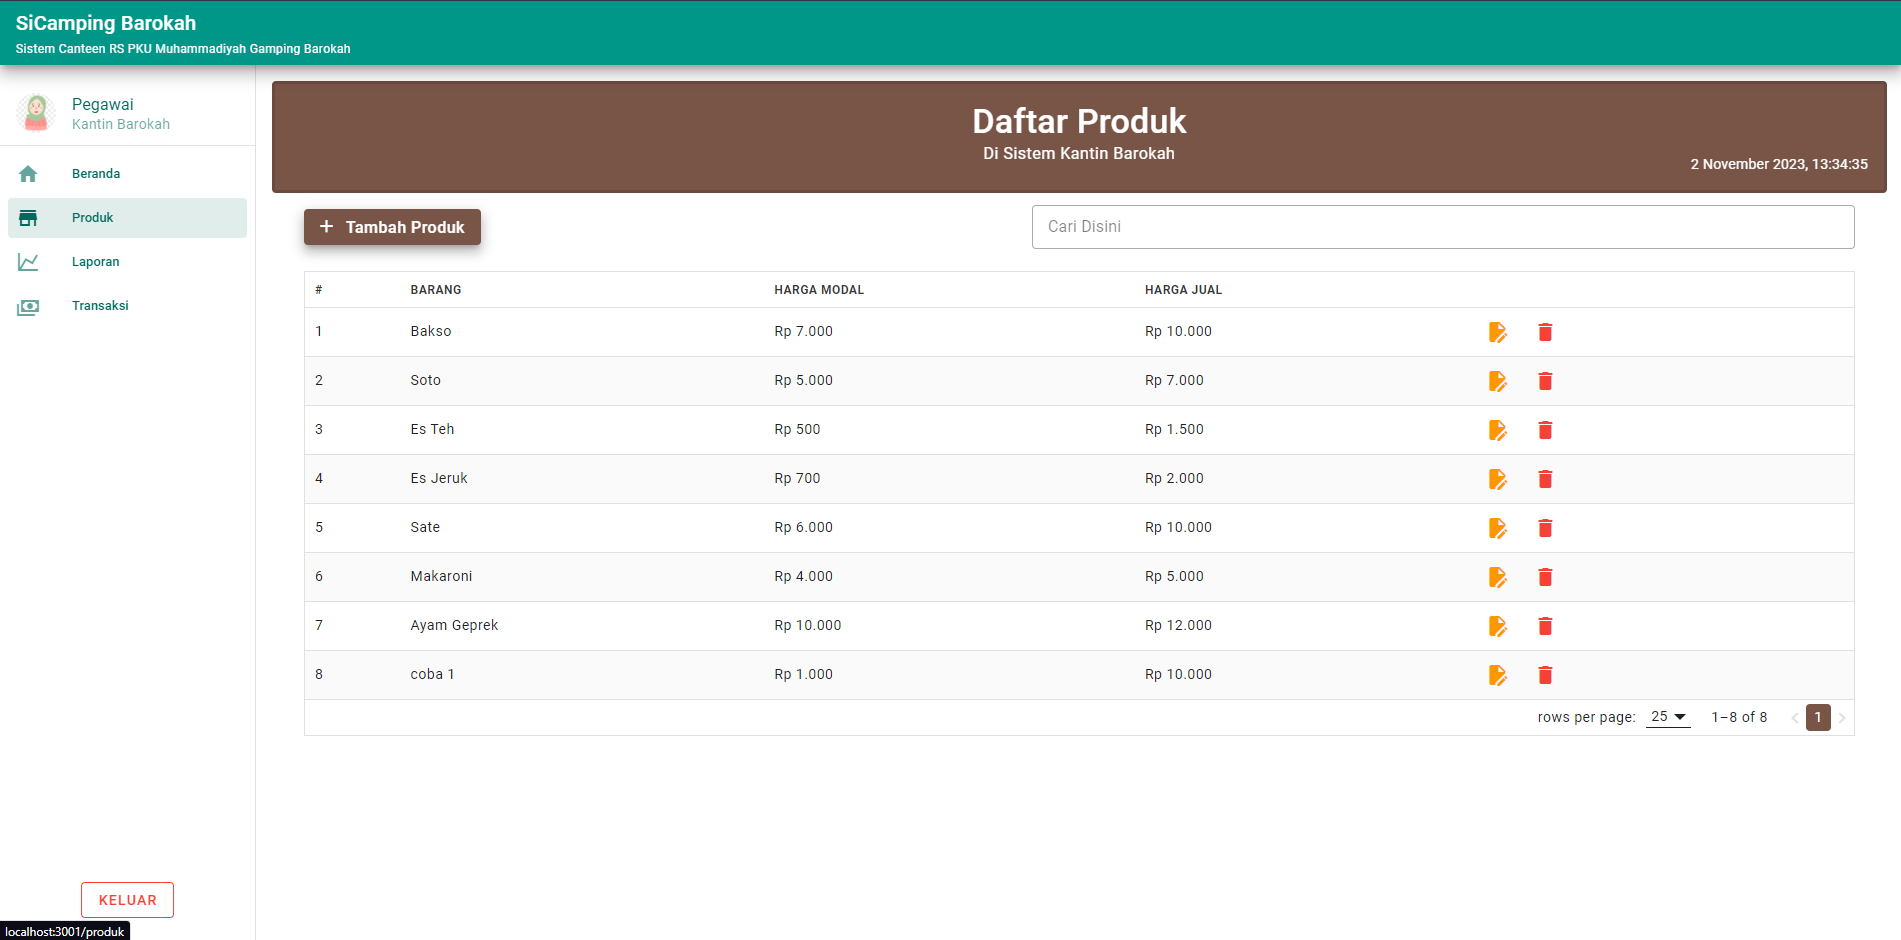 SiCamping Barokah
Sistem Canteen RS PKU Muhammadiyah Gamping Barokah
Pegawai
Kantin Barokah
Beranda
Produk
Laporan
Transaksi
KELUAR
localhost:3001/produk
Daftar Produk
Di Sistem Kantin Barokah
2 November 2023, 13:34:35
+ Tambah Produk
Cari Disini
# BARANG HARGA MODAL HARGA JUAL
1 Bakso Rp 7.000 Rp 10.000
2 Soto Rp 5.000 Rp 7.000
3 Es Teh Rp 500 Rp 1.500
4 Es Jeruk Rp 700 Rp 2.000
5 Sate Rp 6.000 Rp 10.000
6 Makaroni Rp 4.000 Rp 5.000
7 Ayam Geprek Rp 10.000 Rp 12.000
8 coba 1 Rp 1.000 Rp 10.000
rows per page: 25 1–8 of 8 1